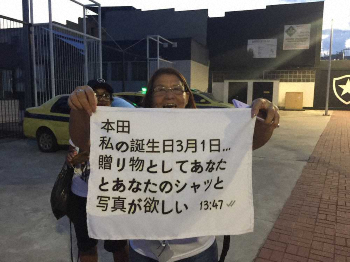 本田
私の誕生日3月1日...
贈り物としてあなた
とあなたのシャッと
写真が欲しい 13:47